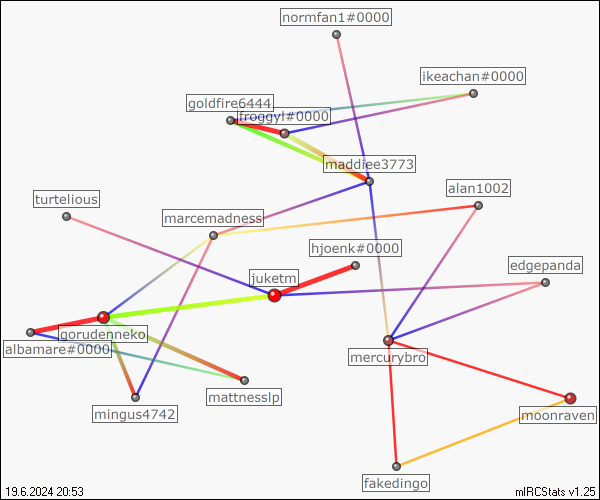 normfan1#0000
ikeachan#0000
goldfire6444
froggyl#0000
maddiee3773
alan1002
turtelious
marcemadness
hjoenk#0000
edgepanda
juketm
gorudenneko
albamare#0000
mercurybro
mattnesslp
mingus4742
moonraven
fakedingo
19.6.2024 20:53
mIRCStats v1.25